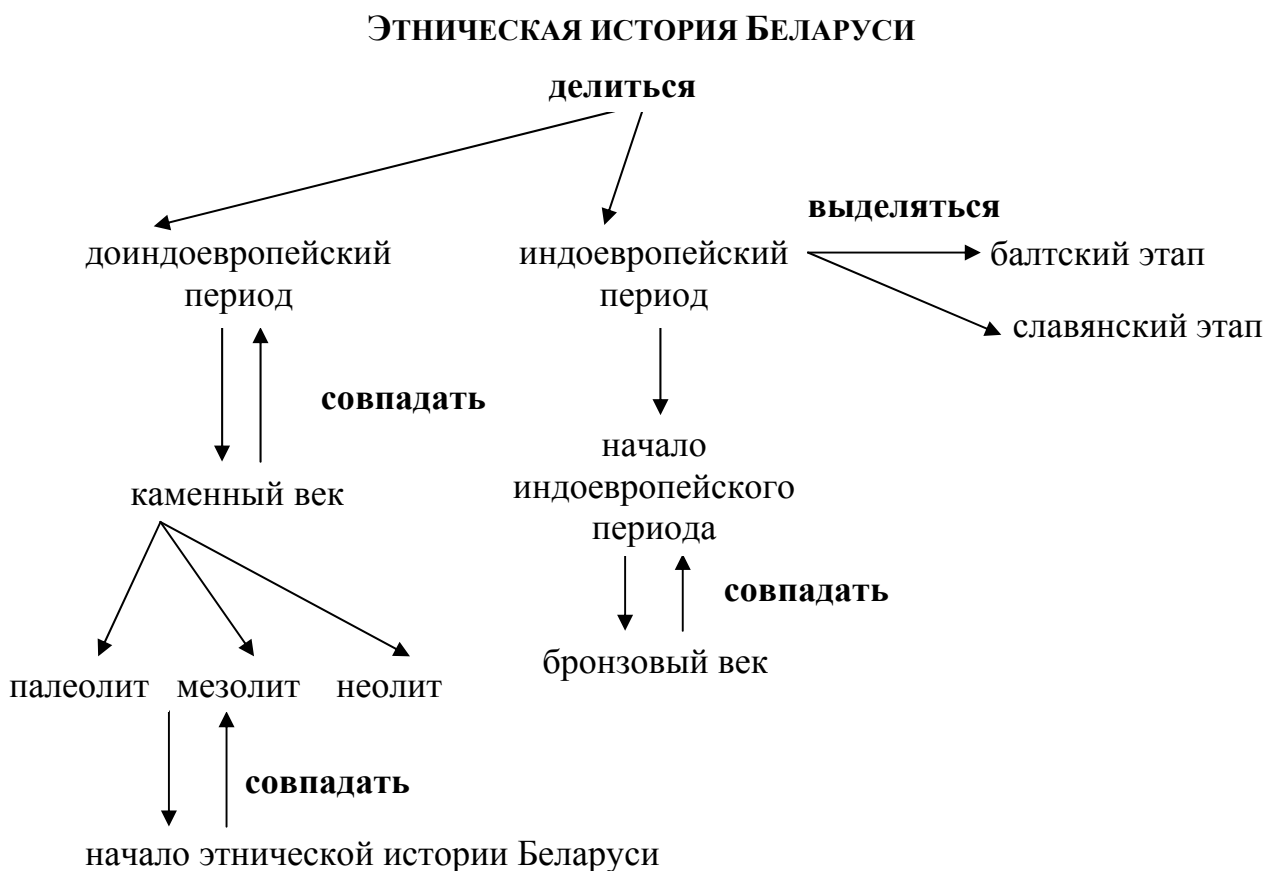 ЭТНИЧЕСКАЯ ИСТОРИЯ БЕЛАРУСИ
делиться
выделяться
доиндоевропейский
период
индоевропейский
период
балтский этап
славянский этап
совпадать
начало
индоевропейского
периода
каменный век
совпадать
бронзовый век
палеолит мезолит неолит
совпадать
начало этнической истории Беларуси